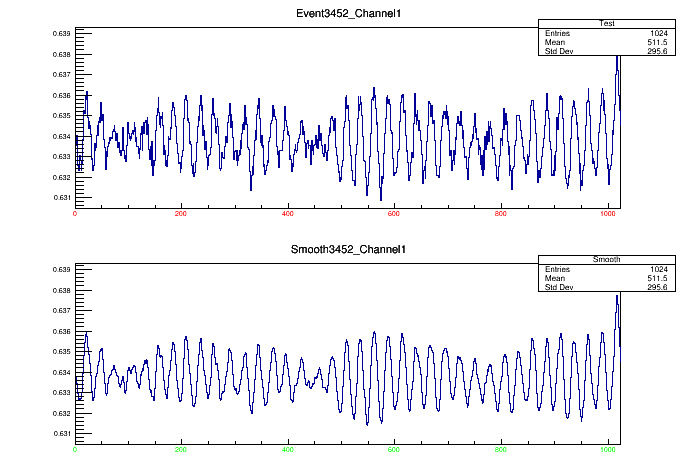 Event3452_Channel1
Test
Entries 1024
Mean 511.5
Std Dev 295.6
0.639
0.638
0.637
0.636
0.635
0.634
0.633
0.632
0.631
0 200 400 600 800 1000
Smooth3452_Channel1
Smooth
Entries 1024
Mean 511.5
Std Dev 295.6
0.639
0.638
0.637
0.636
0.635
0.634
0.633
0.632
0.631
0 200 400 600 800 1000